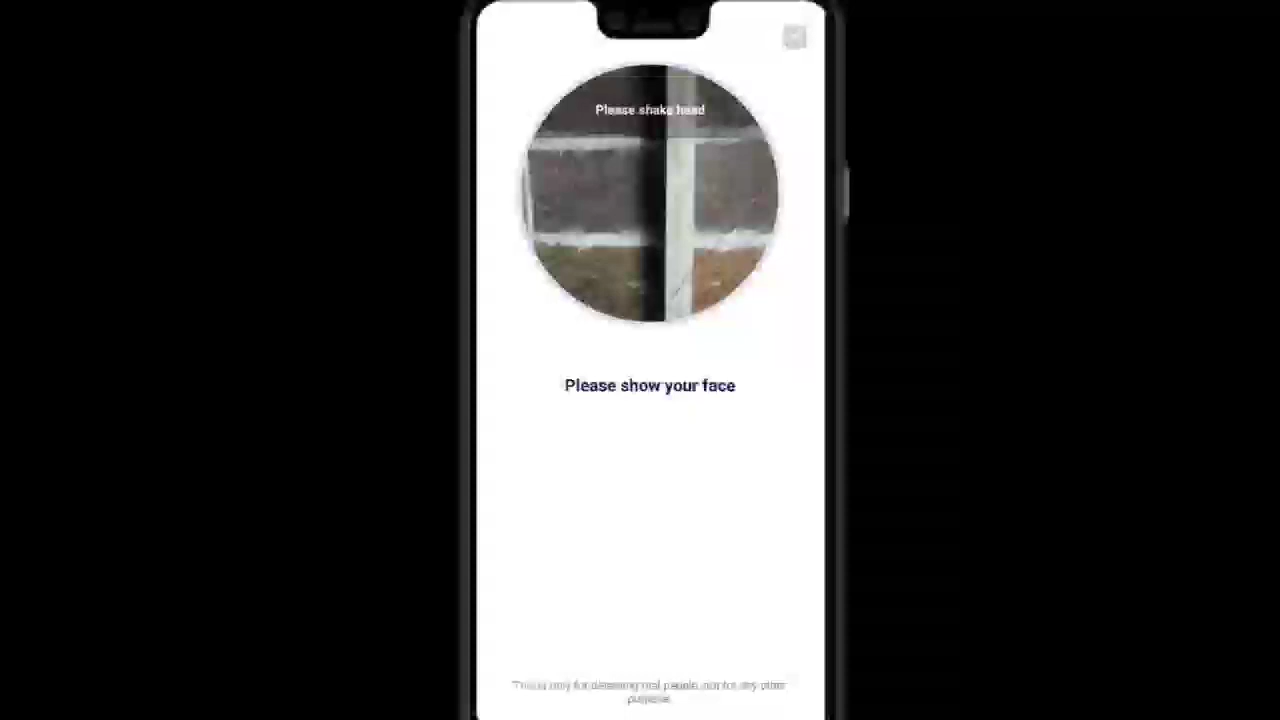 Please shake head
Please show your face
This is only for detecting real people, not for any other
purpose.